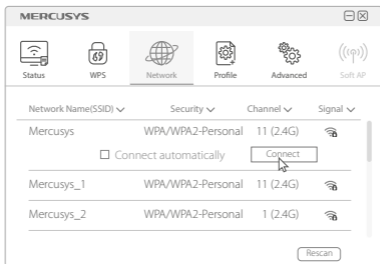 MERCUSYS
Status WPS Network Profile Advanced Soft AP
Network Name(SSID) Security Channel Signal
Mercusys WPA/WPA2-Personal 11 (2.4G)
Connect automatically Connect
Mercusys_1 WPA/WPA2-Personal 11 (2.4G)
Mercusys_2 WPA/WPA2-Personal 1 (2.4G)
Rescan